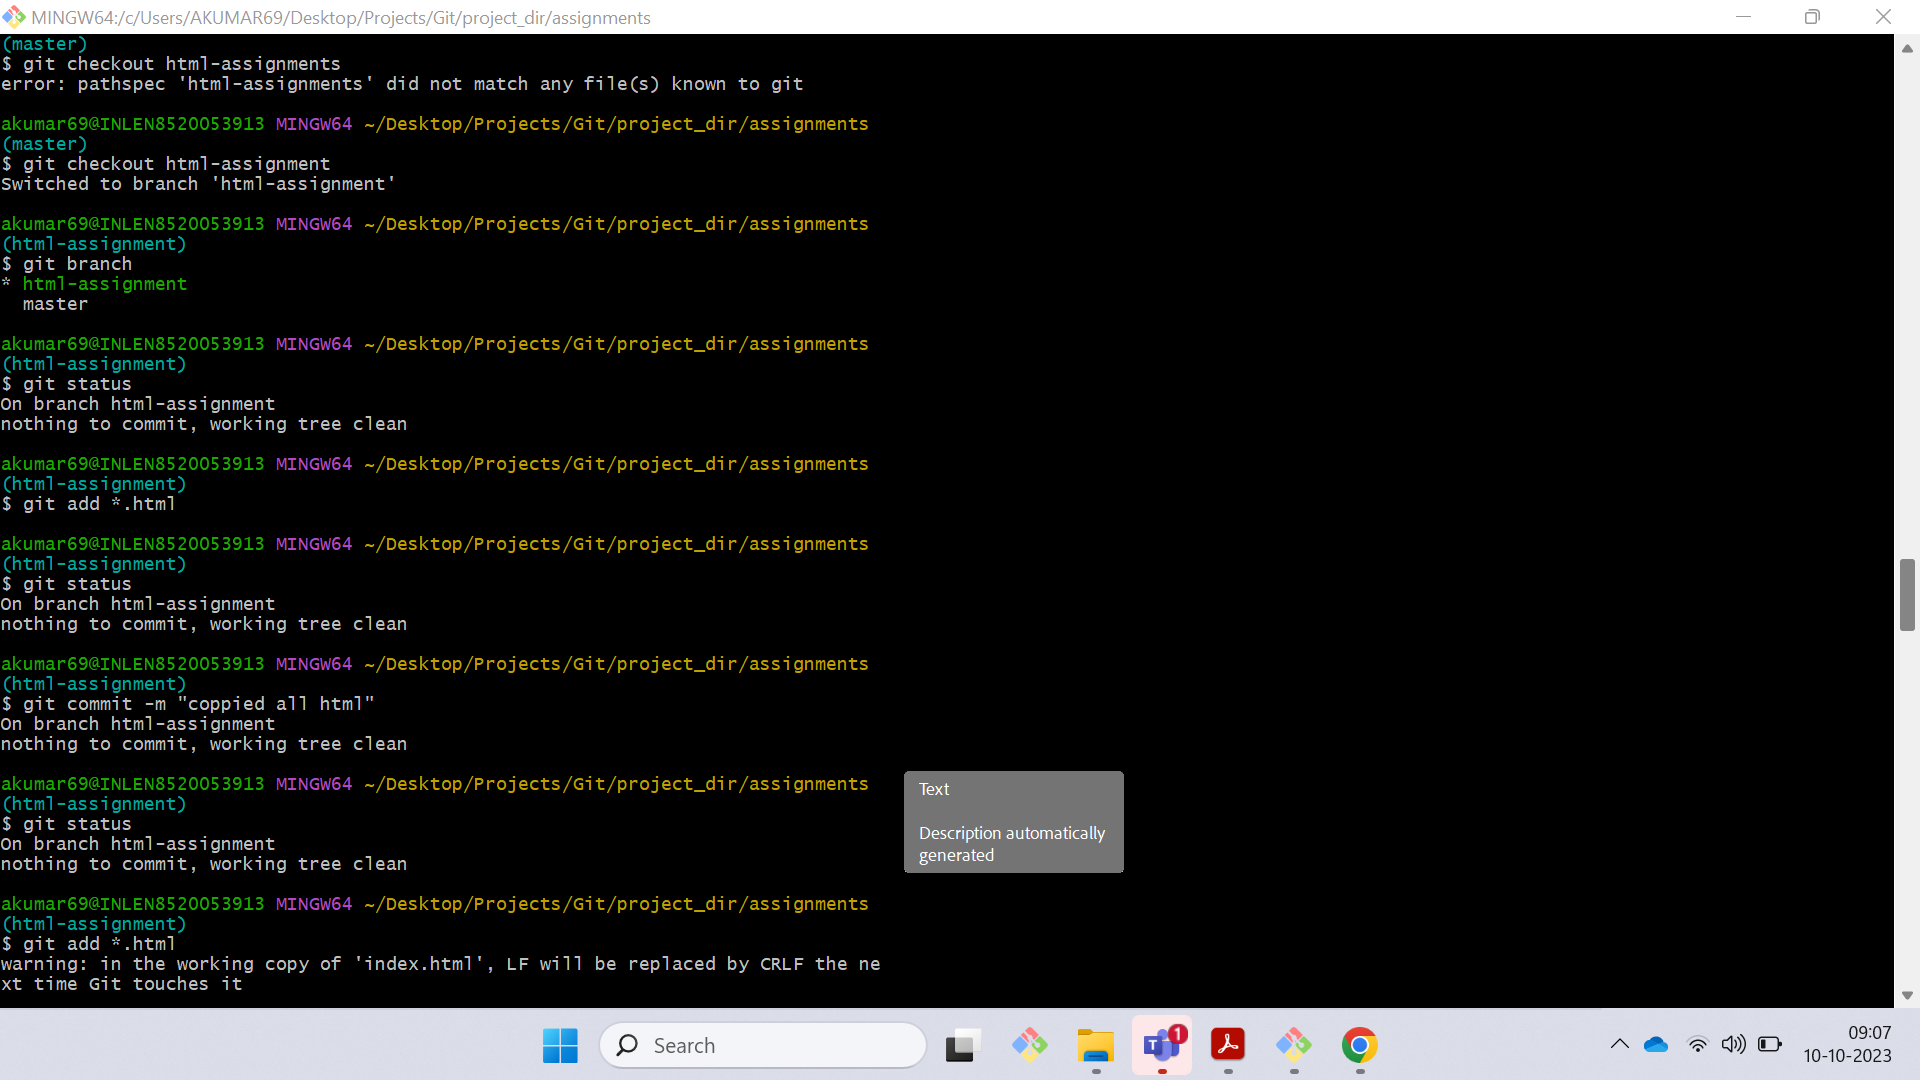 MINGW64:/c/Users/AKUMAR69/Desktop/Projects/Git/project_dir/assignments
(master)
$ git checkout html-assignments
error: pathspec 'html-assignments' did not match any file(s) known to git
akumar69@INLEN8520053913 MINGW64 ~/Desktop/Projects/Git/project_dir/assignments
(master)
$ git checkout html-assignment
Switched to branch 'html-assignment'
akumar69@INLEN8520053913 MINGW64 ~/Desktop/Projects/Git/project_dir/assignments
(html-assignment)
$ git branch
* html-assignment
master
akumar69@INLEN8520053913 MINGW64 ~/Desktop/Projects/Git/project_dir/assignments
(html-assignment)
$ git status
On branch html-assignment
nothing to commit, working tree clean
akumar69@INLEN8520053913 MINGW64 ~/Desktop/Projects/Git/project_dir/assignments
(html-assignment)
$ git add *.html
akumar69@INLEN8520053913 MINGW64 ~/Desktop/Projects/Git/project_dir/assignments
(html-assignment)
$ git status
On branch html-assignment
nothing to commit, working tree clean
akumar69@INLEN8520053913 MINGW64 ~/Desktop/Projects/Git/project_dir/assignments
(html-assignment)
$ git commit -m "coppied all html"
On branch html-assignment
nothing to commit, working tree clean
akumar69@INLEN8520053913 MINGW64 ~/Desktop/Projects/Git/project_dir/assignments
(html-assignment)
$ git status
On branch html-assignment
nothing to commit, working tree clean
Text
Description automatically
generated
akumar69@INLEN8520053913 MINGW64 ~/Desktop/Projects/Git/project_dir/assignments
(html-assignment)
$ git add *.html
warning: in the working copy of 'index.html', LF will be replaced by CRLF the ne
xt time Git touches it
Search
1
09:07
10-10-2023